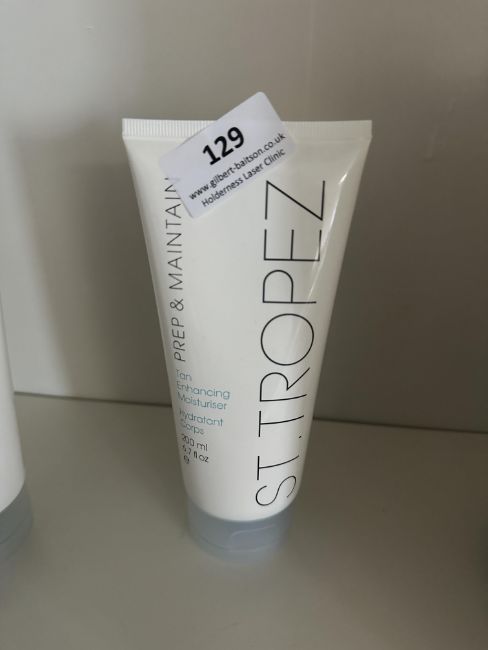 129
www.gilbert-baitson.co.uk
Holderness Laser Clinic
PREP & MAINTAIN
ST.TROPEZ
Tan
Enhancing
Moisturiser
Hydratant
Corps
200 ml
6.7 fl oz
℮